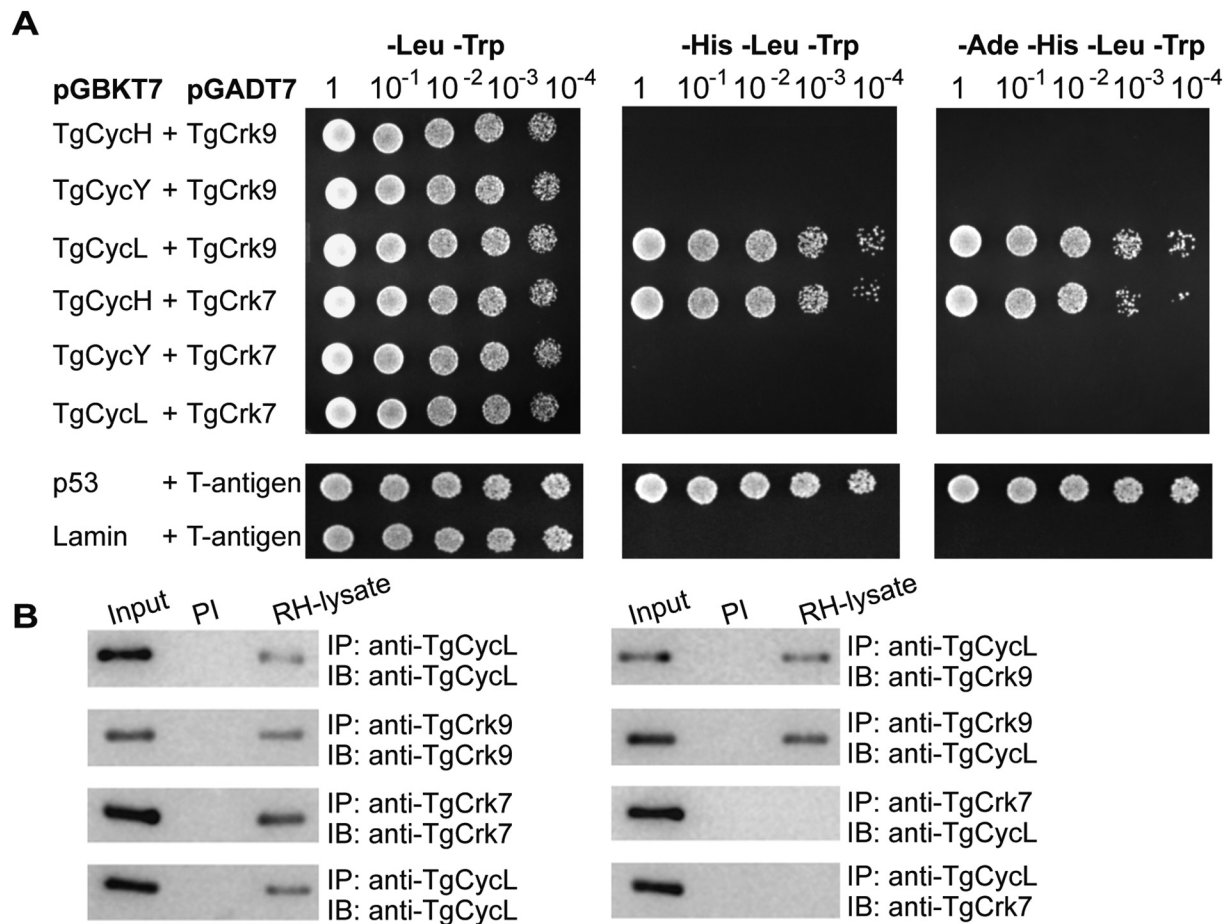 A
-Leu -Trp -His -Leu -Trp -Ade -His -Leu -Trp
pGBKT7 pGADT7 1 10-1 10-2 10-3 10-4 1 10-1 10-2 10-3 10-4 1 10-1 10-2 10-3 10-4
TgCycH + TgCrk9
TgCycY + TgCrk9
TgCycL + TgCrk9
TgCycH + TgCrk7
TgCycY + TgCrk7
TgCycL + TgCrk7
p53 + T-antigen
Lamin + T-antigen
B
Input PI RH-lysate Input PI RH-lysate
IP: anti-TgCycL
IB: anti-TgCycL
IP: anti-TgCycL
IB: anti-TgCrk9
IP: anti-TgCrk9
IB: anti-TgCrk9
IP: anti-TgCrk9
IB: anti-TgCycL
IP: anti-TgCrk7
IB: anti-TgCrk7
IP: anti-TgCrk7
IB: anti-TgCycL
IP: anti-TgCycL
IB: anti-TgCycL
IP: anti-TgCycL
IB: anti-TgCrk7